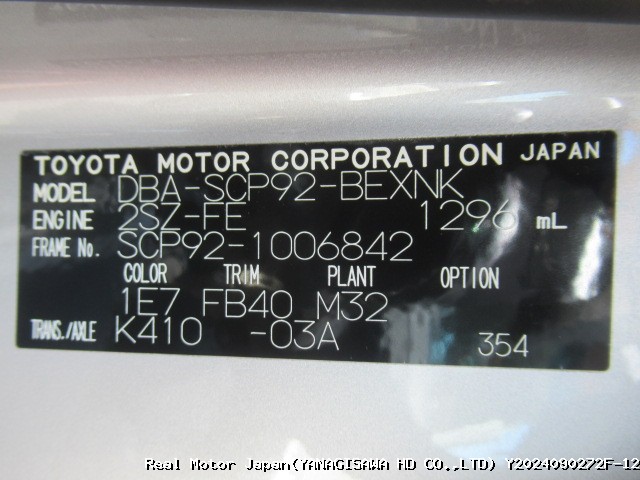 TOYOTA MOTOR CORPORATION JAPAN
MODEL DBA-SCP92-BEXNK
ENGINE 2SZ-FE 1296 mL
FRAME No. SCP92-1006842
COLOR TRIM PLANT OPTION
1E7 FB40 M32
TRANS./AXLE K410 -03A 354
Real Motor Japan(YANAGISAWA HD CO.,LTD) Y2024090272F-12